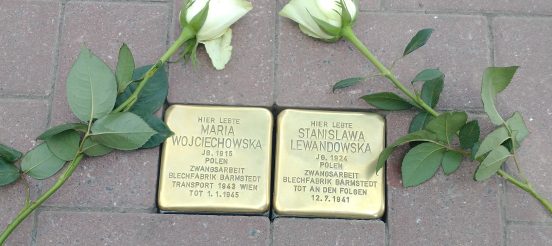 HIER LEBTE
MARIA
WOJCIECHOWSKA
JG. 1915
POLEN
ZWANGSARBEIT
BLECHFABRIK BARMSTEDT
TRANSPORT 1943 WIEN
TOT 1.1.1945
HIER LEBTE
STANISLAWA
LEWANDOWSKA
JG. 1924
POLEN
ZWANGSARBEIT
BLECHFABRIK BARMSTEDT
TOT AN DEN FOLGEN
12.7.1941